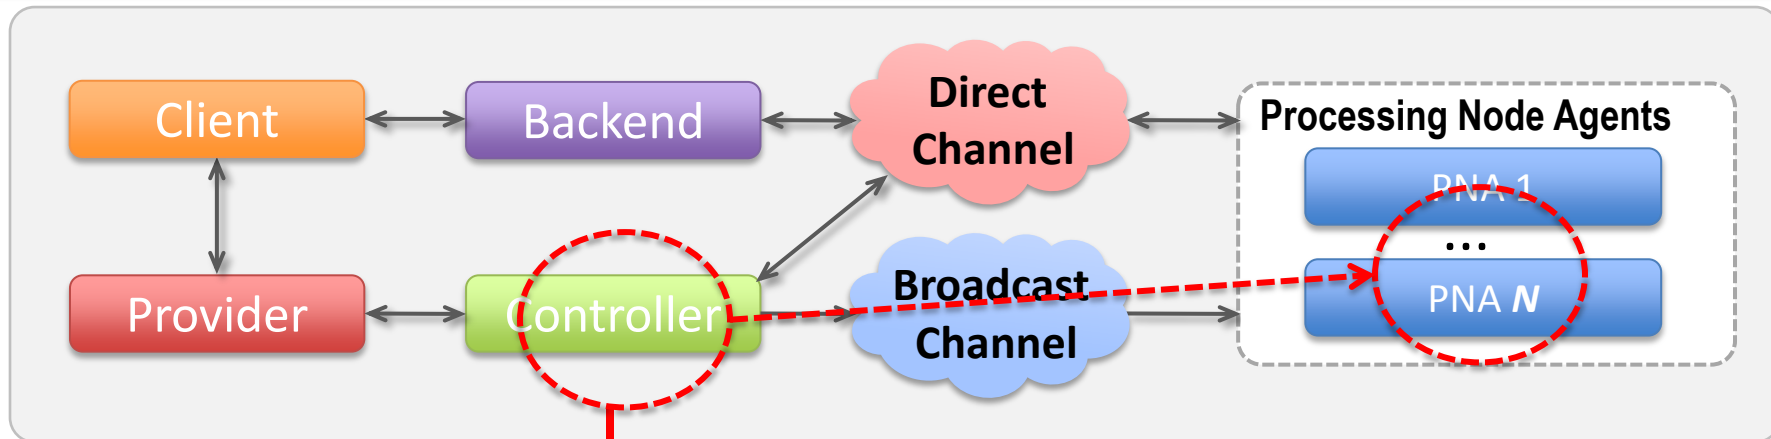 Client
Backend
Direct
Channel
Processing Node Agents
PNA 1
...
PNA N
Provider
Controller
Broadcast
Channel